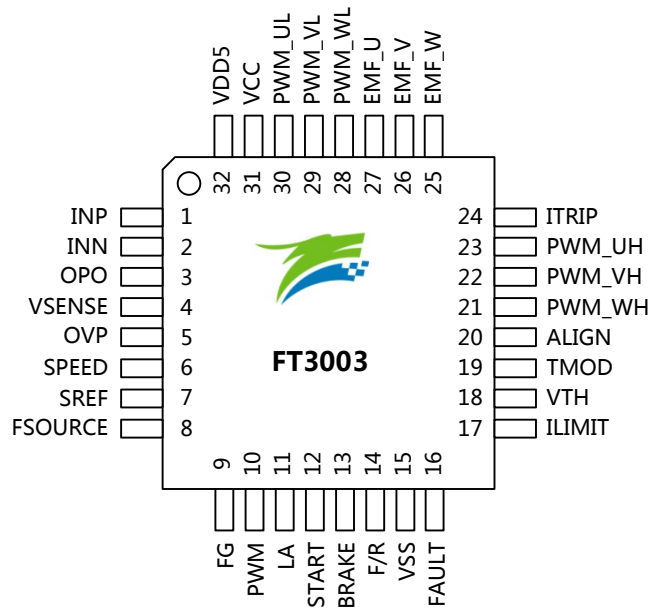 VDD5
VCC
PWM_UL
PWM_VL
PWM_WL
EMF_U
EMF_V
EMF_W
32
31
30
29
28
27
26
25
INP 1
INN 2
OPO 3
VSENSE 4
OVP 5
SPEED 6
SREF 7
FSOURCE 8
FT3003
24 ITRIP
23 PWM_UH
22 PWM_VH
21 PWM_WH
20 ALIGN
19 TMOD
18 VTH
17 ILIMIT
9
10
11
12
13
14
15
16
FG
PWM
LA
START
BRAKE
F/R
VSS
FAULT